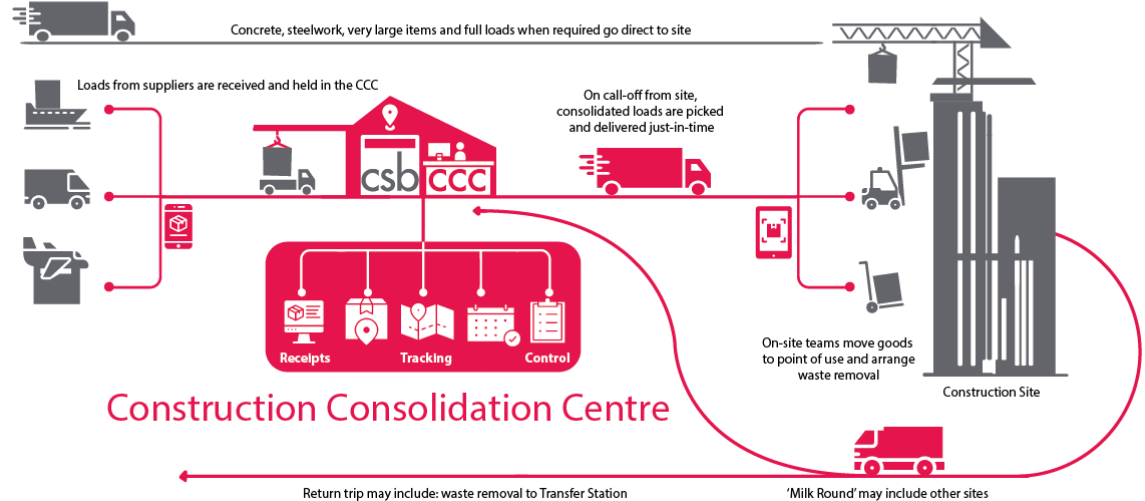 Concrete, steelwork, very large items and full loads when required go direct to site
Loads from suppliers are received and held in the CCC
On call-off from site,
consolidated loads are picked
and delivered just-in-time
csb ccc
Receipts
Tracking
Control
On-site teams move goods
to point of use and arrange
waste removal
Construction Site
Construction Consolidation Centre
Return trip may include: waste removal to Transfer Station
'Milk Round' may include other sites